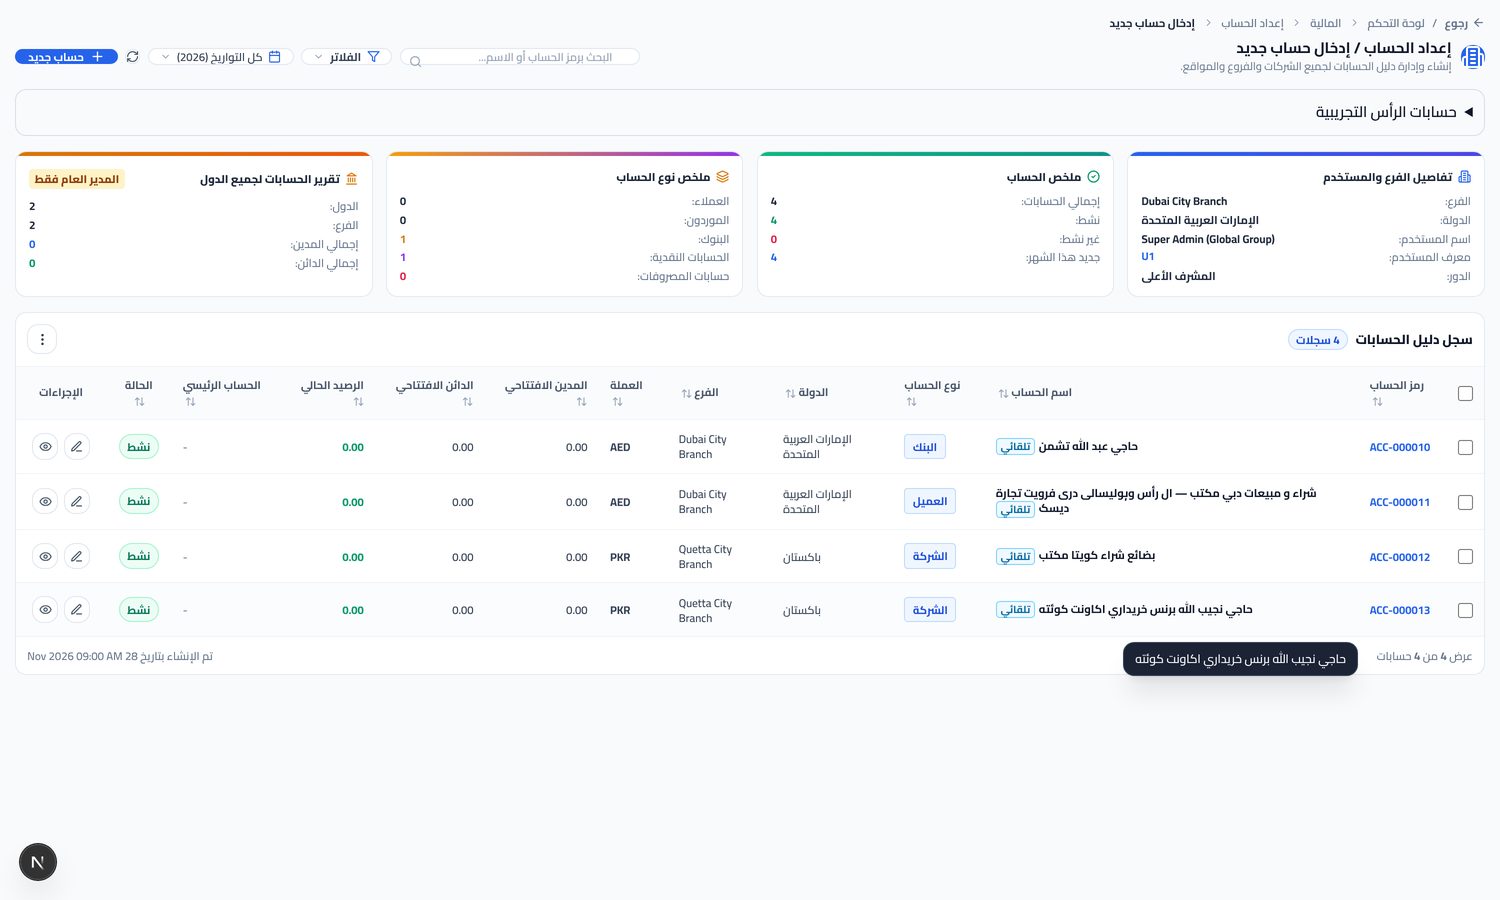 رجوع / لوحة التحكم > المالية > إعداد الحساب > إدخال حساب جديد
إعداد الحساب / إدخال حساب جديد
إنشاء وإدارة دليل الحسابات لجميع الشركات والفروع والمواقع.
البحث برمز الحساب أو الاسم...
الفلاتر
كل التواريخ (2026)
حساب جديد
حسابات الرأس التجريبية
تفاصيل الفرع والمستخدم
الفرع: Dubai City Branch
الدولة: الإمارات العربية المتحدة
اسم المستخدم: Super Admin (Global Group)
معرف المستخدم: U1
الدور: المشرف الأعلى
ملخص الحساب
إجمالي الحسابات: 4
نشط: 4
غير نشط: 0
جديد هذا الشهر: 4
ملخص نوع الحساب
العملاء: 0
الموردون: 0
البنوك: 1
الحسابات النقدية: 1
حسابات المصروفات: 0
تقرير الحسابات لجميع الدول
المدير العام فقط
الدول: 2
الفرع: 2
إجمالي المدين: 0
إجمالي الدائن: 0
سجل دليل الحسابات 4 سجلات
رمز الحساب اسم الحساب نوع الحساب الدولة الفرع العملة المدين الافتتاحي الدائن الافتتاحي الرصيد الحالي الحساب الرئيسي الحالة الإجراءات
ACC-000010 حاجي عبد الله تشمن تلقائي البنك الإمارات العربية المتحدة Dubai City Branch AED 0.00 0.00 0.00 - نشط
ACC-000011 شراء و مبيعات دبي مكتب — ال رأس وہولیسالی دری فرویت تجارة دیسک تلقائي العميل الإمارات العربية المتحدة Dubai City Branch AED 0.00 0.00 0.00 - نشط
ACC-000012 بضائع شراء كويتا مكتب تلقائي الشركة باكستان Quetta City Branch PKR 0.00 0.00 0.00 - نشط
ACC-000013 حاجي نجيب الله برنس خريداري اكاونت كوئته تلقائي الشركة باكستان Quetta City Branch PKR 0.00 0.00 0.00 - نشط
عرض 4 من 4 حسابات
حاجي نجيب الله برنس خريداري اكاونت كوئته
تم الإنشاء بتاريخ 28 Nov 2026 09:00 AM
N